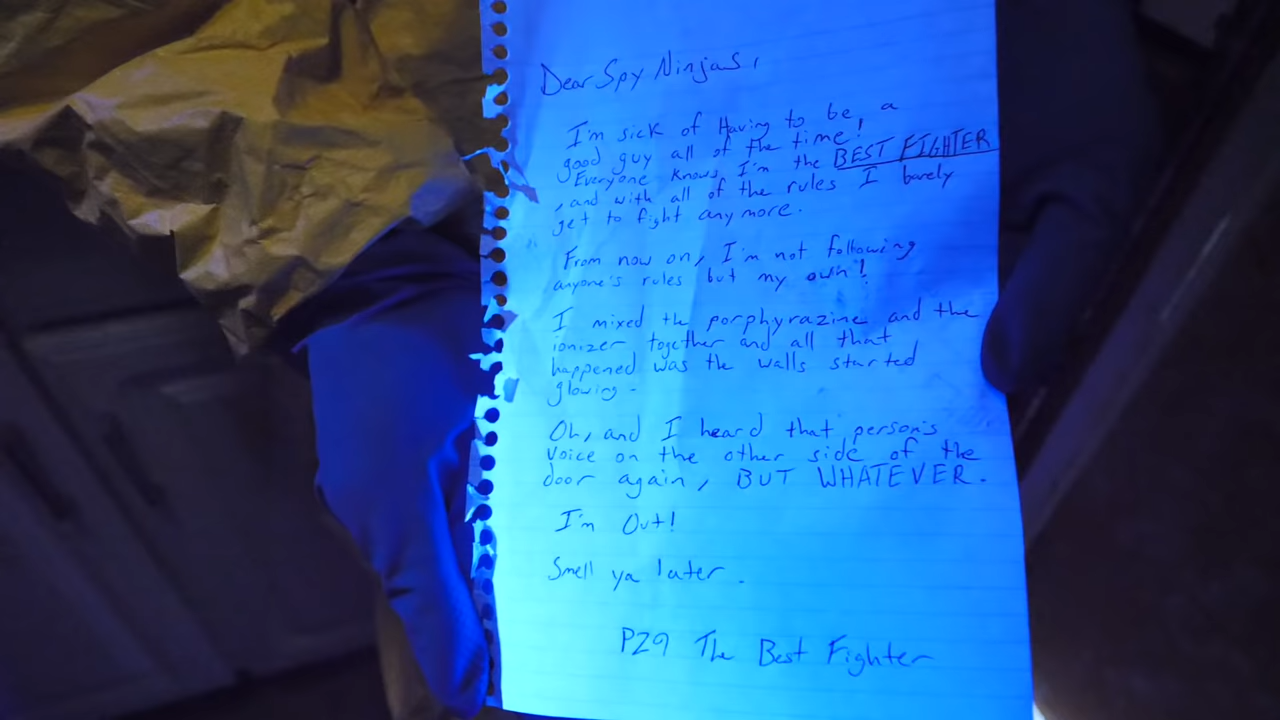 Dear Spy Ninjas,
I'm sick of Having to be, a
good guy all of the time!
Everyone knows, I'm the BEST FIGHTER
, and with all of the rules I barely
get to fight anymore.
From now on, I'm not following
anyone's rules but my own!
I mixed the porphyrazine and the
ionizer together and all that
happened was the walls started
glowing -
Oh, and I heard that person's
voice on the other side of the
door again, BUT WHATEVER.
I'm Out!
Smell ya later.
PZ9 The Best Fighter